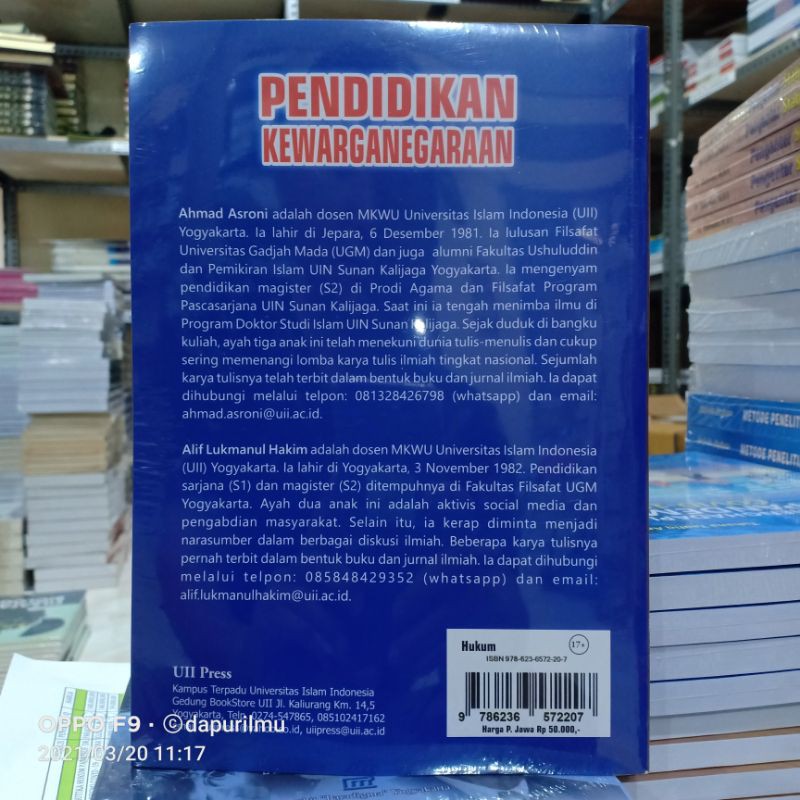 PENDIDIKAN
KEWARGANEGARAAN
Ahmad Asroni adalah dosen MKWU Universitas Islam Indonesia (UII)
Yogyakarta. Ia lahir di Jepara, 6 Desember 1981. Ia lulusan Filsafat
Universitas Gadjah Mada (UGM) dan juga alumni Fakultas Ushuluddin
dan Pemikiran Islam UIN Sunan Kalijaga Yogyakarta. Ia mengenyam
pendidikan magister (S2) di Prodi Agama dan Filsafat Program
Pascasarjana UIN Sunan Kalijaga. Saat ini ia tengah menimba ilmu di
Program Doktor Studi Islam UIN Sunan Kalijaga. Sejak duduk di bangku
kuliah, ayah tiga anak ini telah menekuni dunia tulis-menulis dan cukup
sering memenangi lomba karya tulis ilmiah tingkat nasional. Sejumlah
karya tulisnya telah terbit dalam bentuk buku dan jurnal ilmiah. Ia dapat
dihubungi melalui telpon: 081328426798 (whatsapp) dan email:
ahmad.asroni@uii.ac.id.
Alif Lukmanul Hakim adalah dosen MKWU Universitas Islam Indonesia
(UII) Yogyakarta. Ia lahir di Yogyakarta, 3 November 1982. Pendidikan
sarjana (S1) dan magister (S2) ditempuhnya di Fakultas Filsafat UGM
Yogyakarta. Ayah dua anak ini adalah aktivis social media dan
pengabdian masyarakat. Selain itu, ia kerap diminta menjadi
narasumber dalam berbagai diskusi ilmiah. Beberapa karya tulisnya
pernah terbit dalam bentuk buku dan jurnal ilmiah. Ia dapat dihubungi
melalui telpon: 085848429352 (whatsapp) dan email:
alif.lukmanulhakim@uii.ac.id.
UII Press
Kampus Terpadu Universitas Islam Indonesia
Gedung BookStore UII Jl. Kaliurang Km. 14,5
Yogyakarta, Telp. 0274-547865, 085102417162
uiipress@uii.ac.id
Hukum
17+
ISBN 978-623-6572-20-7
9 786236 572207
Harga P. Jawa Rp 50.000,-
OPPO F9 · ©dapurilmu
2021/03/20 11:17
METODE PENELIT
METODE PENELIT